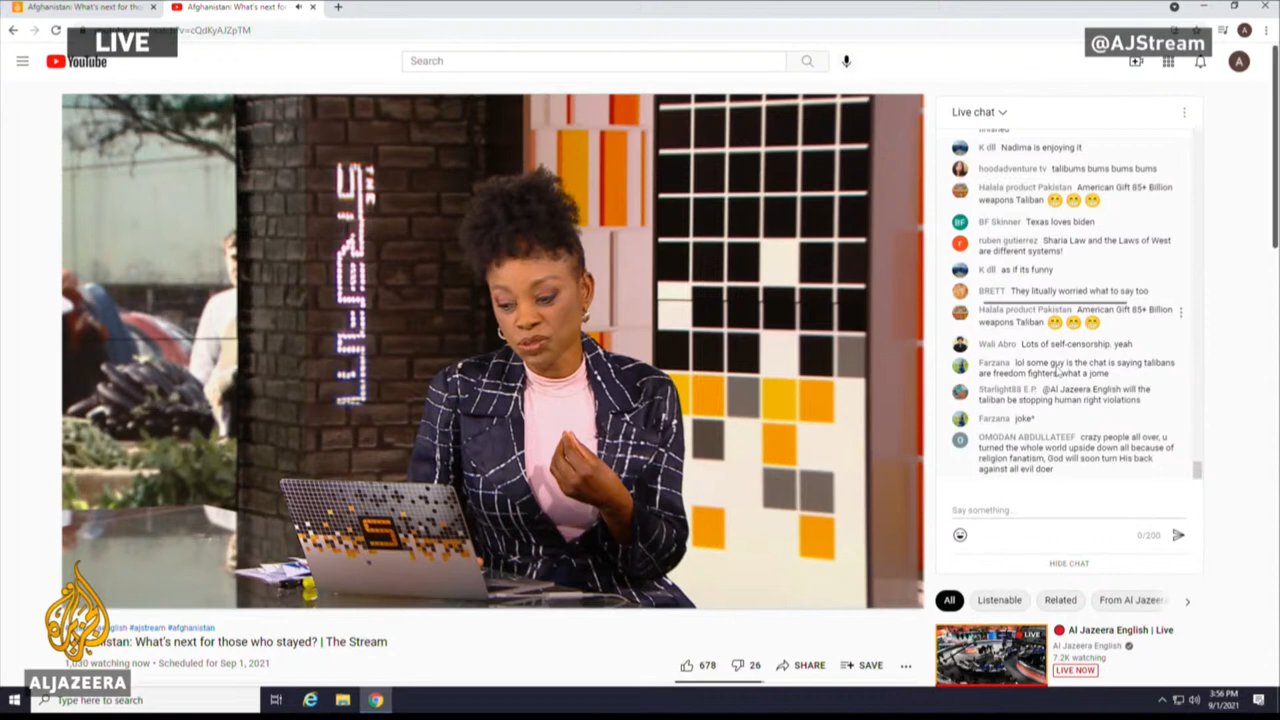 Afghanistan: What's next for tho
Afghanistan: What's next for
v=cQdKyAJZpTM
LIVE
@AJStream
YouTube
Search
A
Live chat
K dll Nadima is enjoying it
hoodadventure tv talibums bums bums bums
Halala product Pakistan American Gift 85+ Billion
weapons Taliban 😁 😁 😁
BF BF Skinner Texas loves biden
r ruben gutierrez Sharia Law and the Laws of West
are different systems!
K dll as if its funny
BRETT They litually worried what to say too
Halala product Pakistan American Gift 85+ Billion
weapons Taliban 😁 😁 😁
Wali Abro Lots of self-censorship. yeah
Farzana lol some guy is the chat is saying talibans
are freedom fighters what a jome
Starlight88 E.P. @Al Jazeera English will the
taliban be stopping human right violations
Farzana joke*
O OMODAN ABDULLATEEF crazy people all over, u
turned the whole world upside down all because of
religion fanatism, God will soon turn His back
against all evil doer
Say something...
0/200
HIDE CHAT
All Listenable Related From Al Jazeer
glish #ajstream #afghanistan
istan: What's next for those who stayed? | The Stream
1,030 watching now • Scheduled for Sep 1, 2021
678 26 SHARE SAVE
LIVE
Al Jazeera English | Live
Al Jazeera English
7.2K watching
LIVE NOW
ALJAZEERA
Type here to search
3:56 PM
9/1/2021